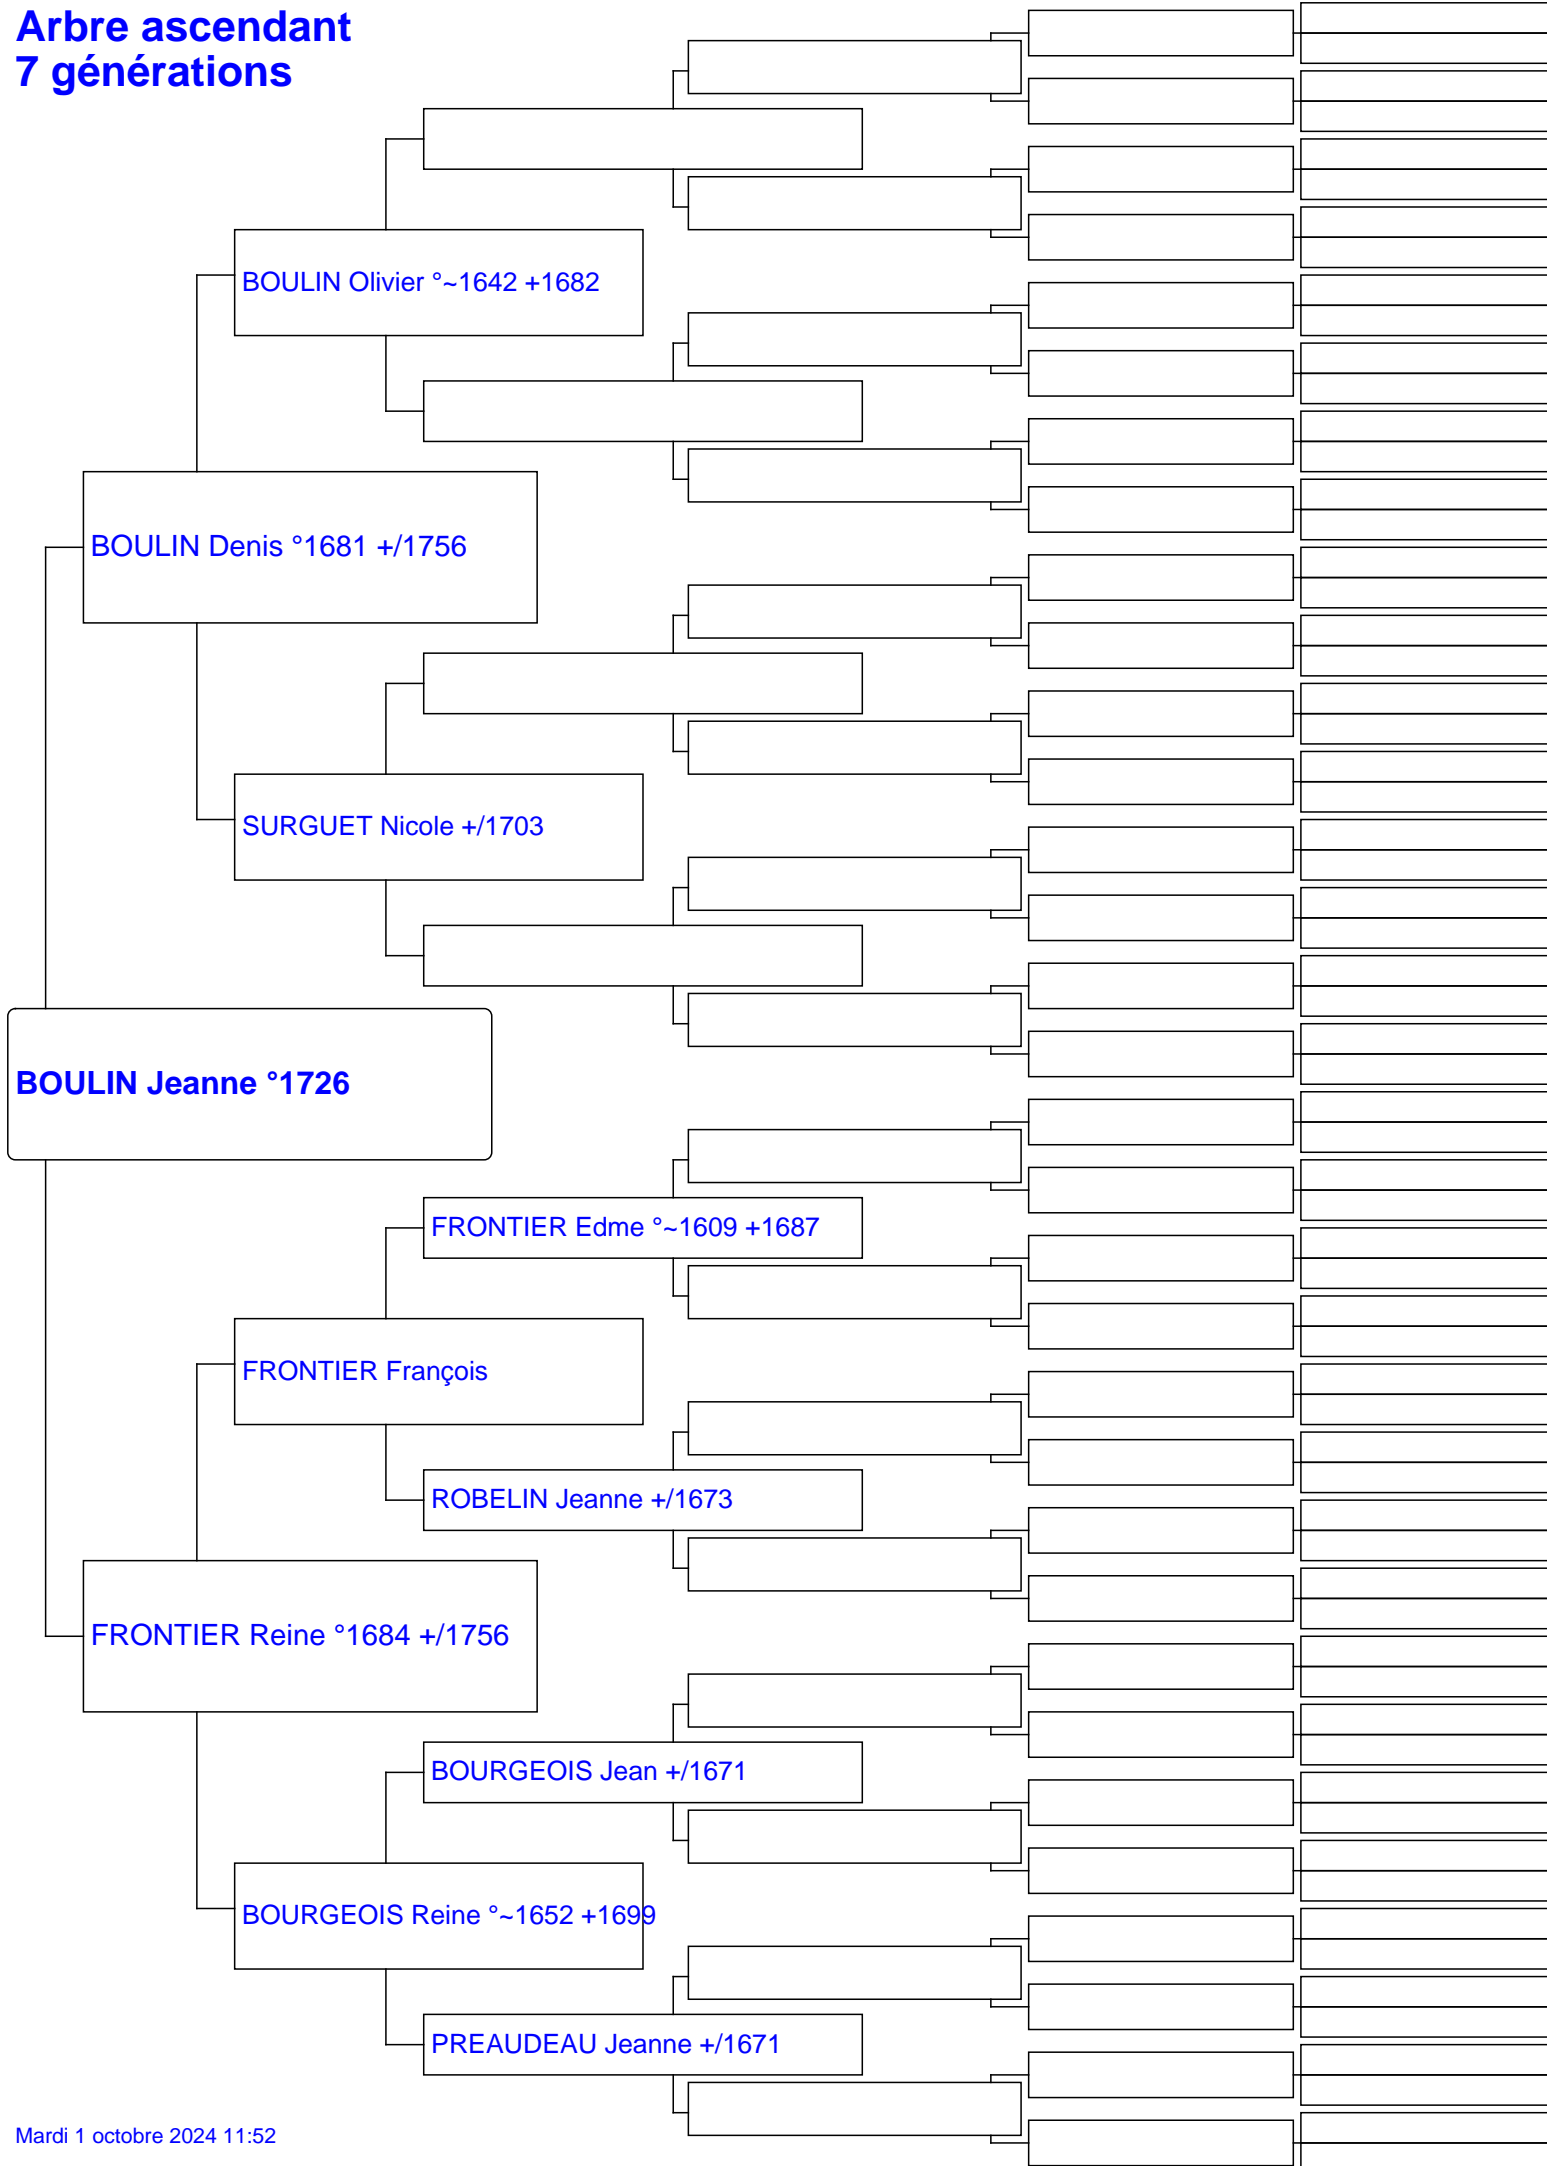 Arbre ascendant
7 générations
BOULIN Olivier °~1642 +1682
BOULIN Denis °1681 +/1756
SURGUET Nicole +/1703
BOULIN Jeanne °1726
FRONTIER Edme °~1609 +1687
FRONTIER François
ROBELIN Jeanne +/1673
FRONTIER Reine °1684 +/1756
BOURGEOIS Jean +/1671
BOURGEOIS Reine °~1652 +1699
PREAUDEAU Jeanne +/1671
Mardi 1 octobre 2024 11:52